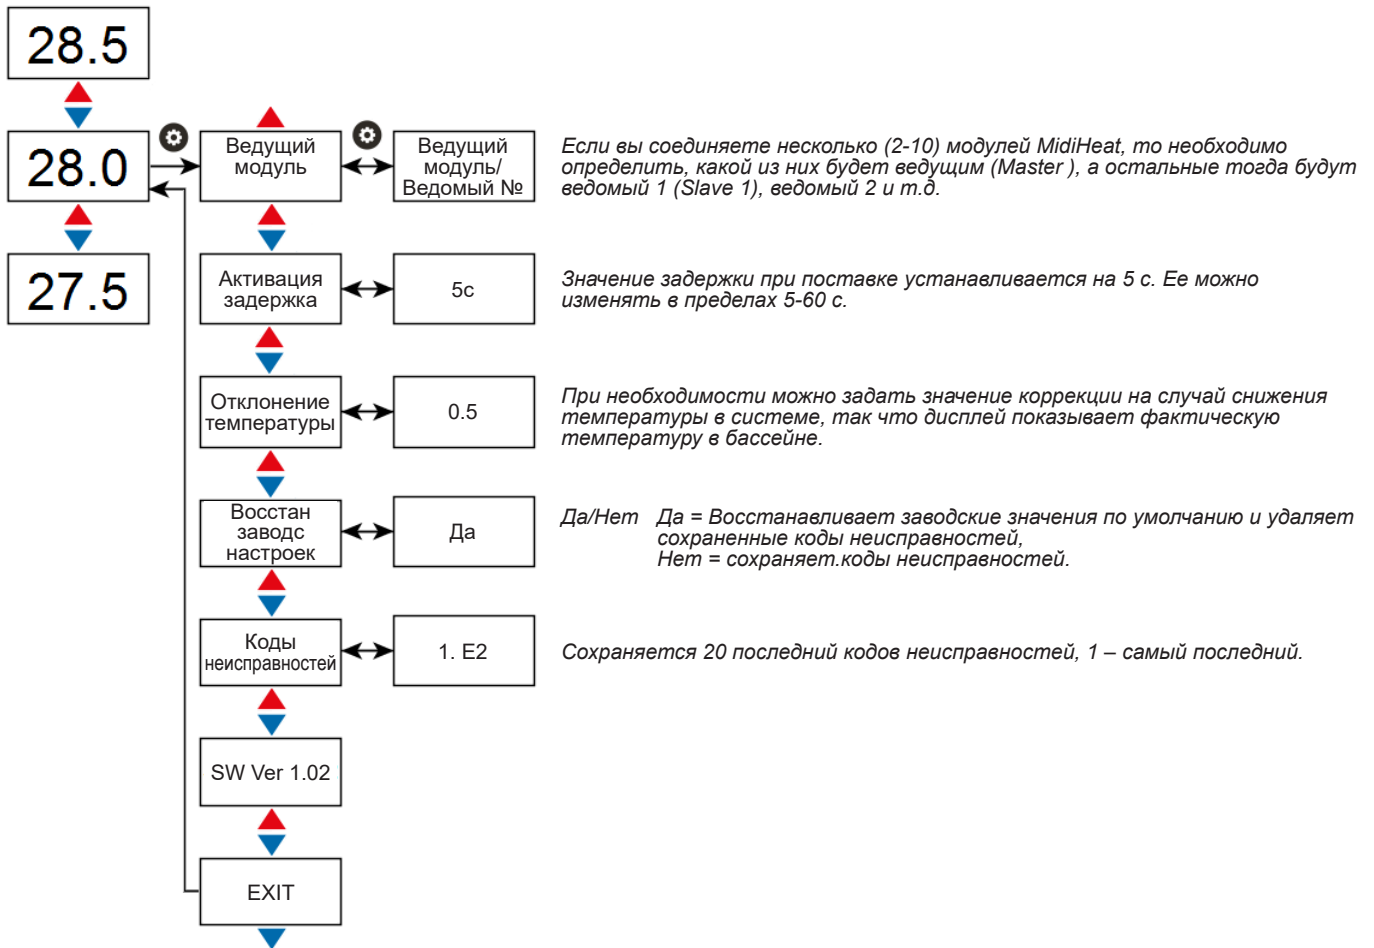 28.5
28.0
27.5
Ведущий
модуль
Ведущий
модуль/
Ведомый №
Если вы соединяете несколько (2-10) модулей MidiHeat, то необходимо
определить, какой из них будет ведущим (Master ), а остальные тогда будут
ведомый 1 (Slave 1), ведомый 2 и т.д.
Активация
задержка
5с
Значение задержки при поставке устанавливается на 5 с. Ее можно
изменять в пределах 5-60 с.
Отклонение
температуры
0.5
При необходимости можно задать значение коррекции на случай снижения
температуры в системе, так что дисплей показывает фактическую
температуру в бассейне.
Восстан
заводс
настроек
Да
Да/Нет Да = Восстанавливает заводские значения по умолчанию и удаляет
сохраненные коды неисправностей,
Нет = сохраняет.коды неисправностей.
Коды
неисправностей
1. E2
Сохраняется 20 последний кодов неисправностей, 1 – самый последний.
SW Ver 1.02
EXIT